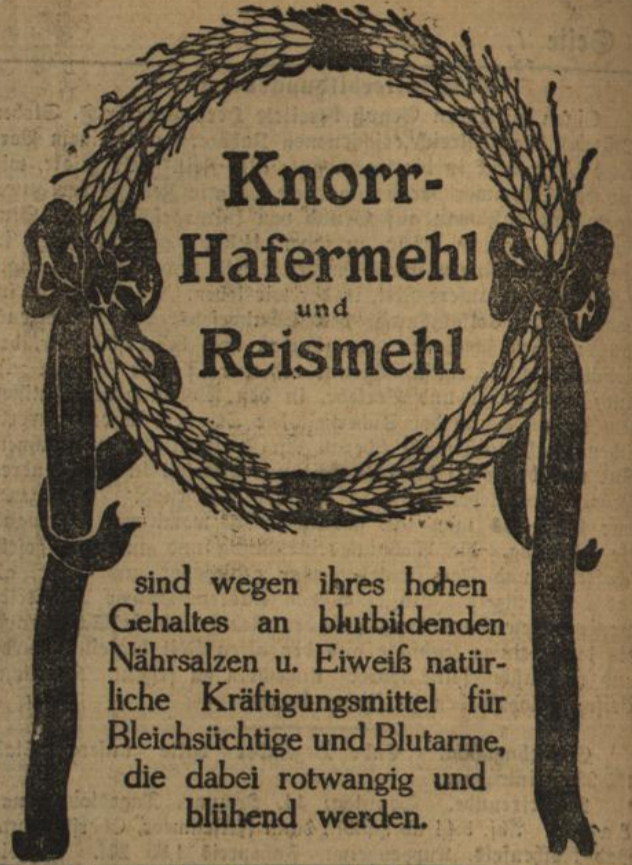 Knorr-
Hafermehl
und
Reismehl
sind wegen ihres hohen
Gehaltes an blutbildenden
Nährsalzen u. Eiweiß natür-
liche Kräftigungsmittel für
Bleichsüchtige und Blutarme,
die dabei rotwangig und
blühend werden.